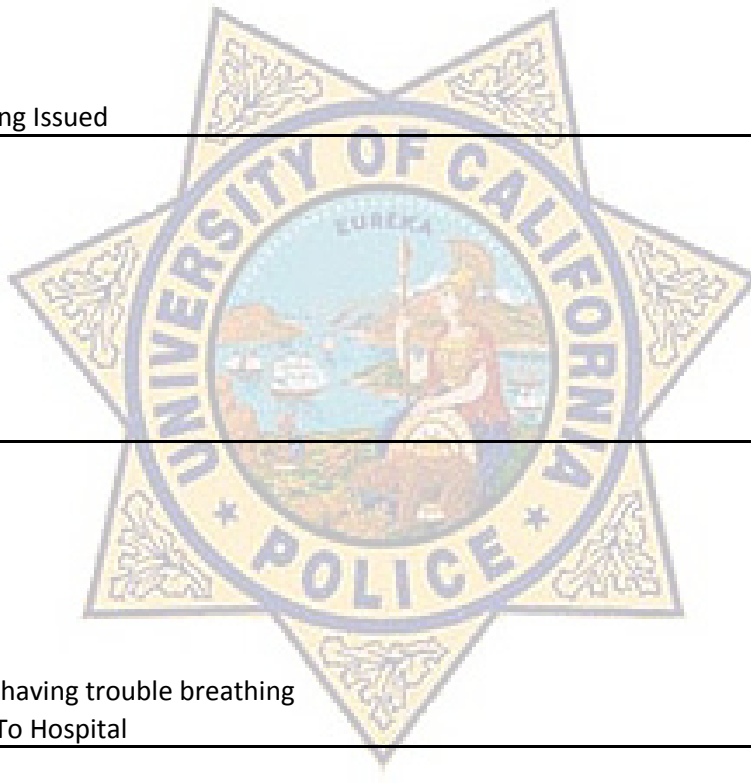 ng Issued
UNIVERSITY OF CALIFORNIA
EUREKA
* POLICE *
having trouble breathing
To Hospital